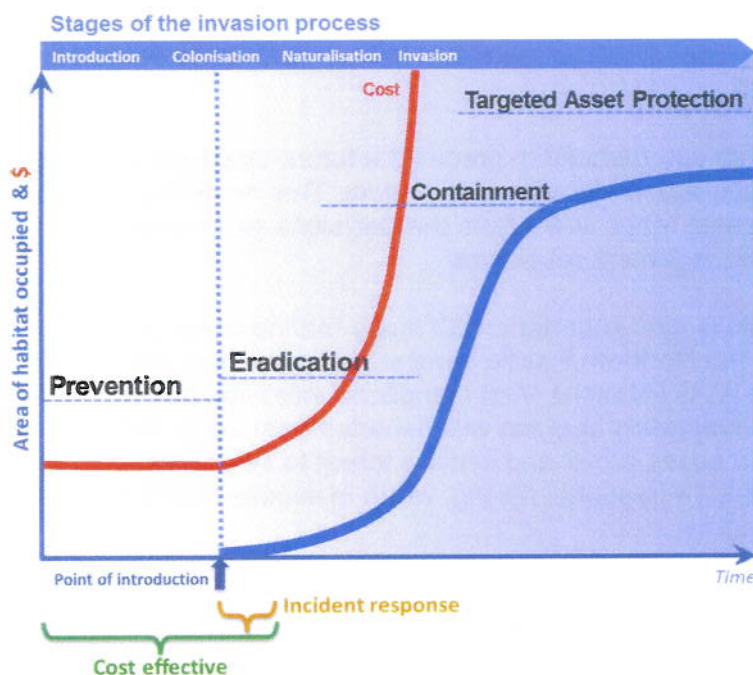 Stages of the invasion process
Introduction Colonisation Naturalisation Invasion
Cost
Targeted Asset Protection
Containment
Eradication
Prevention
Area of habitat occupied & $
Point of introduction
Time
Incident response
Cost effective